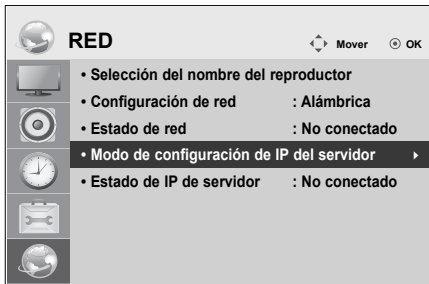 RED
Mover OK
• Selección del nombre del reproductor
• Configuración de red : Alámbrica
• Estado de red : No conectado
• Modo de configuración de IP del servidor
• Estado de IP de servidor : No conectado